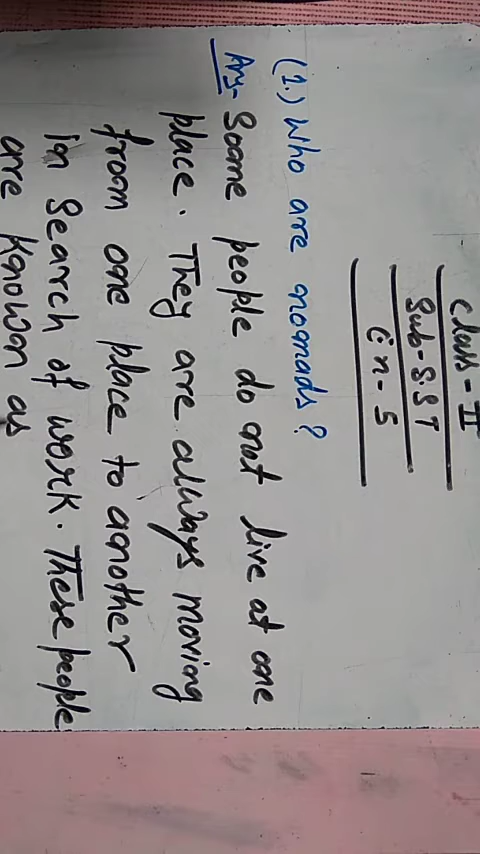 Class - II
Sub - S.ST
Ch - 5
(1.) Who are nomads?
Ans- Some people do not live at one
place. They are always moving
from one place to another
in search of work. These people
are known as